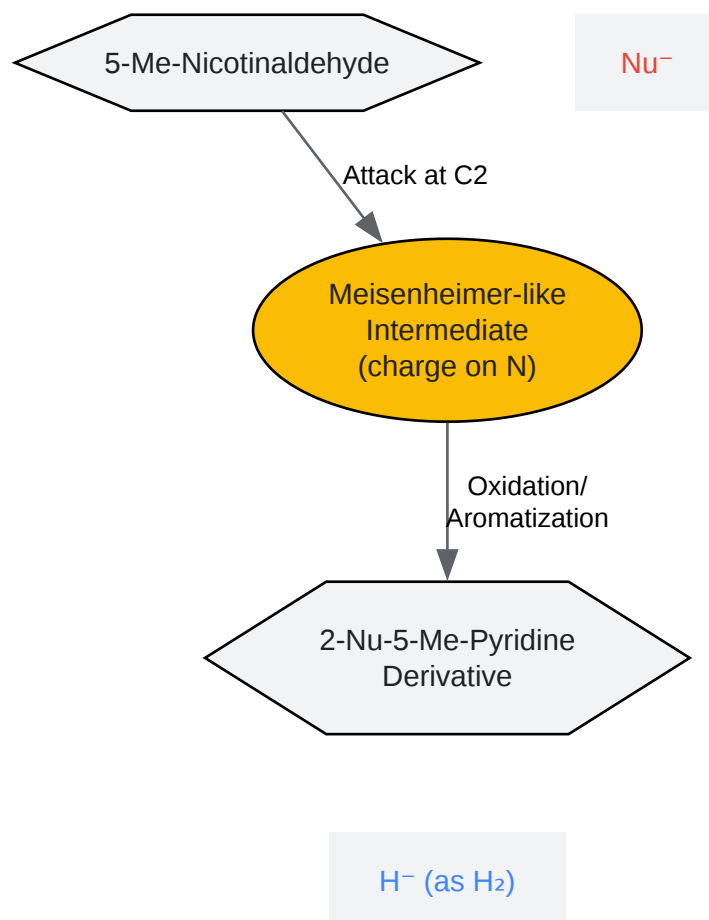 5-Me-Nicotinaldehyde
Nu⁻
Attack at C2
Meisenheimer-like
Intermediate
(charge on N)
Oxidation/
Aromatization
2-Nu-5-Me-Pyridine
Derivative
H⁻ (as H₂)